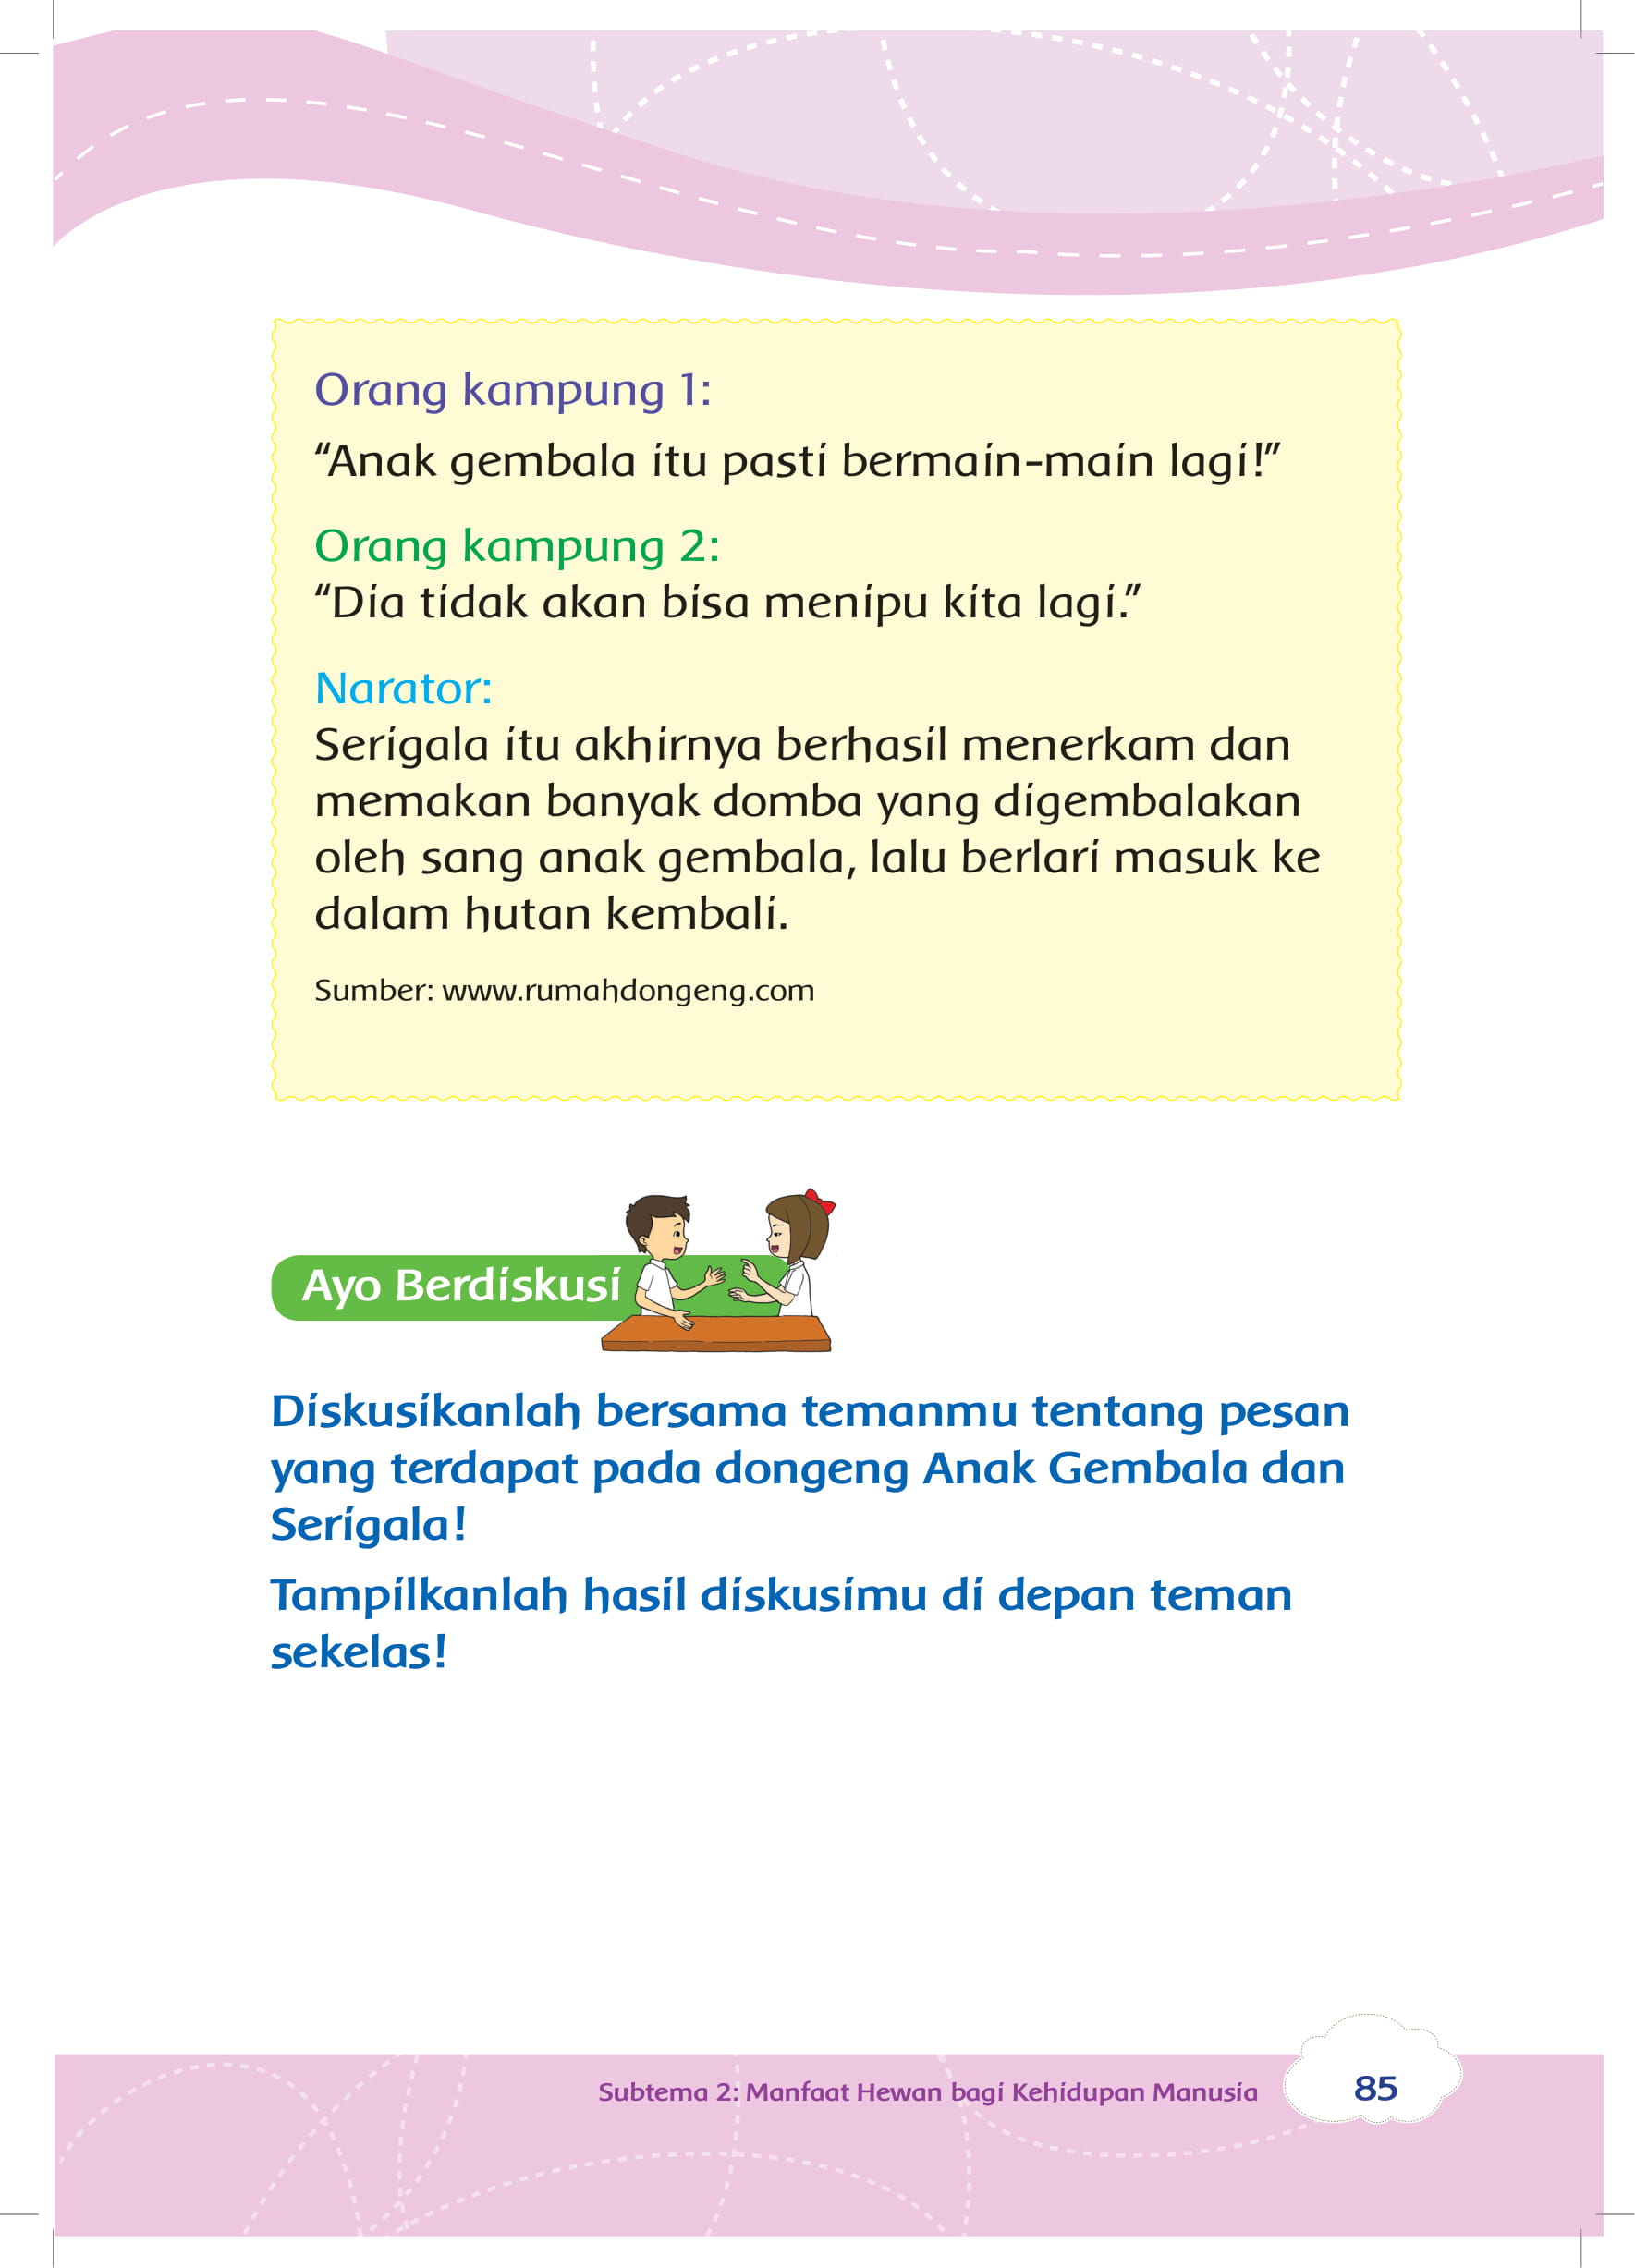 Orang kampung 1:
“Anak gembala itu pasti bermain-main lagi!”
Orang kampung 2:
“Dia tidak akan bisa menipu kita lagi.”
Narator:
Serigala itu akhirnya berhasil menerkam dan
memakan banyak domba yang digembalakan
oleh sang anak gembala, lalu berlari masuk ke
dalam hutan kembali.
Sumber: www.rumahdongeng.com
Ayo Berdiskusi
Diskusikanlah bersama temanmu tentang pesan
yang terdapat pada dongeng Anak Gembala dan
Serigala!
Tampilkanlah hasil diskusimu di depan teman
sekelas!
Subtema 2: Manfaat Hewan bagi Kehidupan Manusia
85